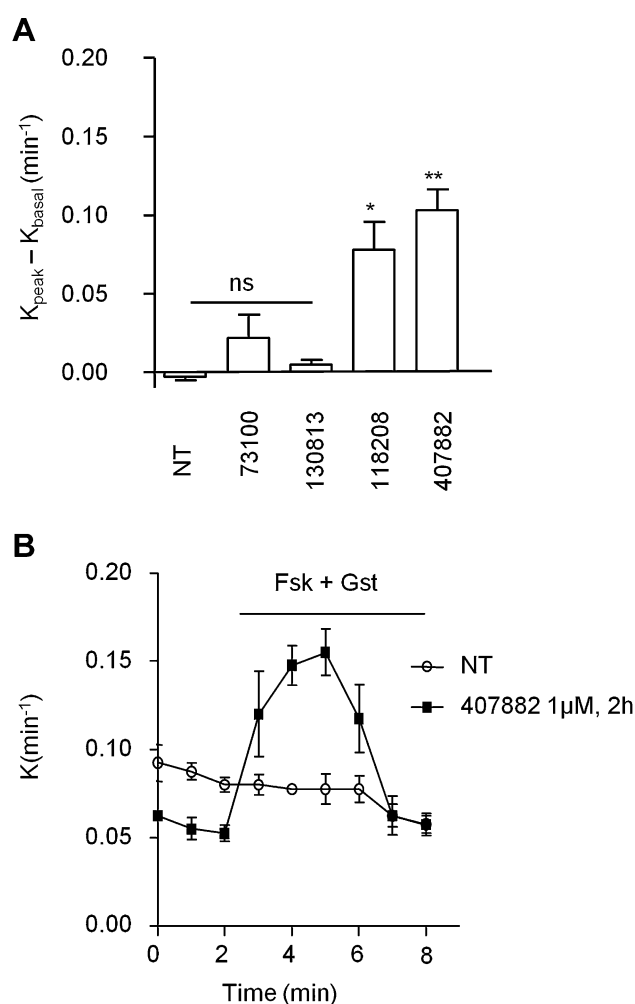 A
K_peak – K_basal (min⁻¹)
0.20
0.15
0.10
0.05
0.00
ns
*
**
NT
73100
130813
118208
407882
B
K(min⁻¹)
0.20
0.15
0.10
0.05
0.00
Fsk + Gst
NT
407882 1µM, 2h
0 2 4 6 8
Time (min)